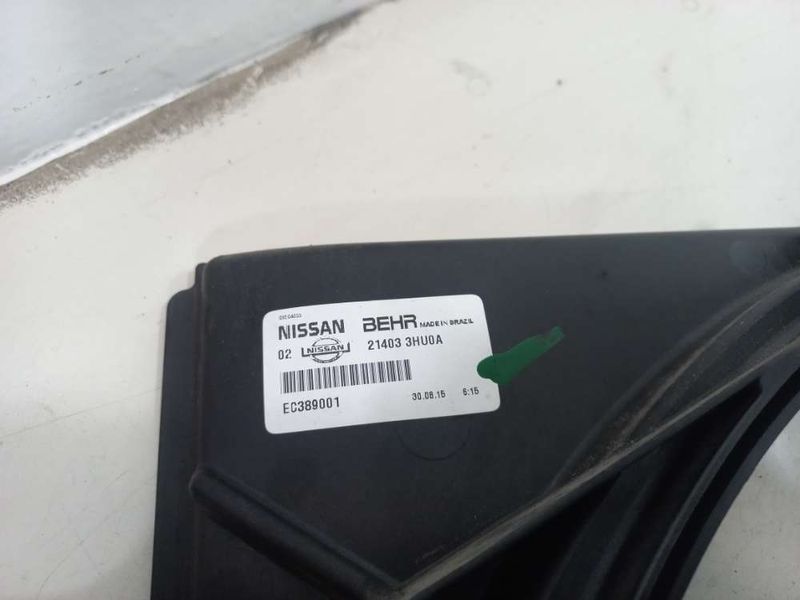 NISSAN BEHR MADE IN BRAZIL
02 NISSAN 21403 3HU0A
EC389001 30.06.15 6:15